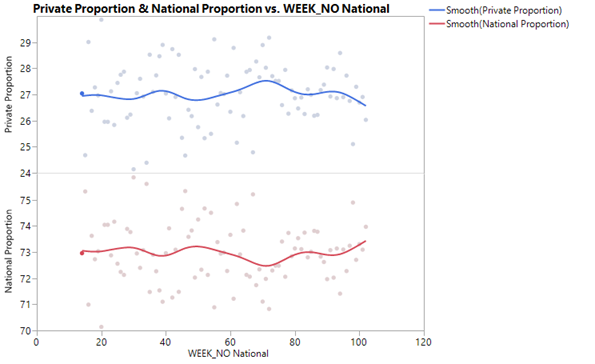 Private Proportion & National Proportion vs. WEEK_NO National
Smooth(Private Proportion)
Smooth(National Proportion)
Private Proportion
29
28
27
26
25
24
National Proportion
75
74
73
72
71
70
0 20 40 60 80 100 120
WEEK_NO National